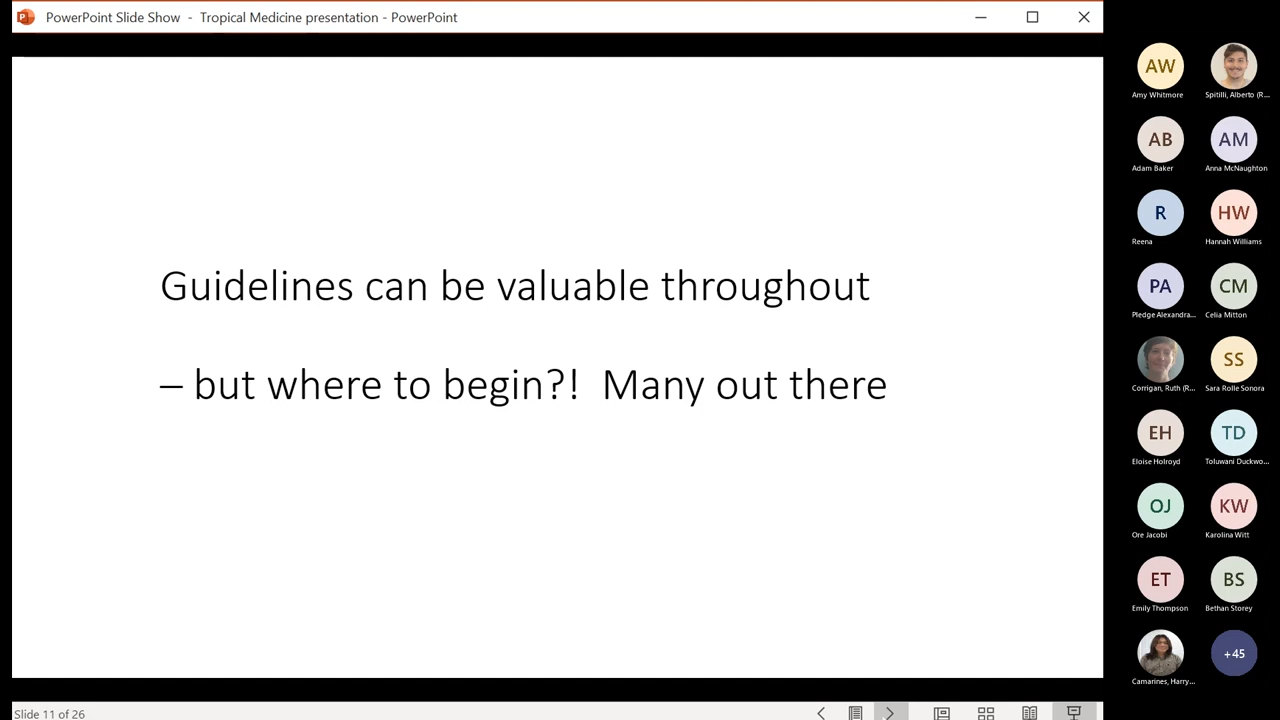 PowerPoint Slide Show - Tropical Medicine presentation - PowerPoint
Guidelines can be valuable throughout
– but where to begin?! Many out there
AW
Amy Whitmore
Spitilli, Alberto (R...
AB
AM
Adam Baker
Anna McNaughton
R
HW
Reena
Hannah Williams
PA
CM
Pledge Alexandra...
Celia Mitton
SS
Corrigan, Ruth (R...
Sara Rolle Sonora
EH
TD
Eloise Holroyd
Toluwani Duckwo...
OJ
KW
Ore Jacobi
Karolina Witt
ET
BS
Emily Thompson
Bethan Storey
+45
Camarines, Harry...
Slide 11 of 26